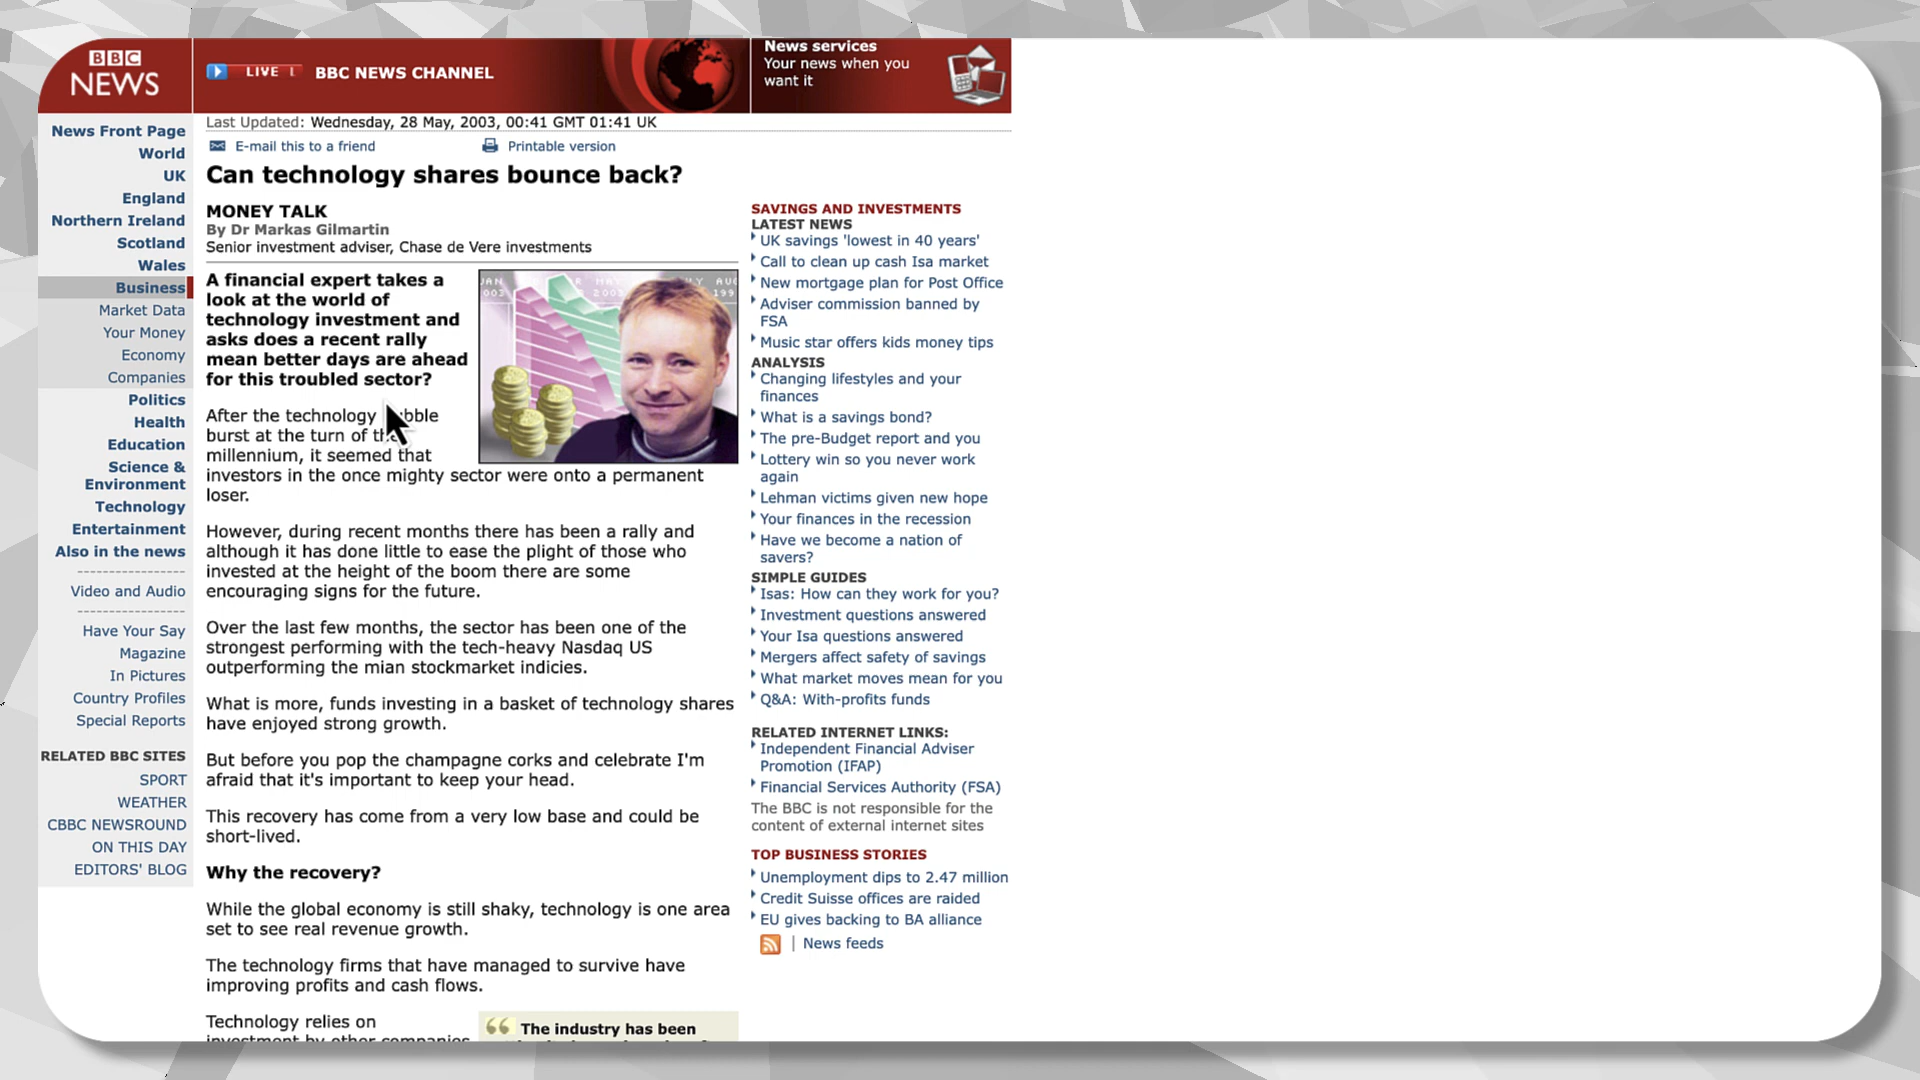 BBC
NEWS
LIVE
BBC NEWS CHANNEL
News services
Your news when you
want it
News Front Page
World
UK
England
Northern Ireland
Scotland
Wales
Business
Market Data
Your Money
Economy
Companies
Politics
Health
Education
Science &
Environment
Technology
Entertainment
Also in the news
----------------
Video and Audio
----------------
Have Your Say
Magazine
In Pictures
Country Profiles
Special Reports
RELATED BBC SITES
SPORT
WEATHER
CBBC NEWSROUND
ON THIS DAY
EDITORS' BLOG
Last Updated: Wednesday, 28 May, 2003, 00:41 GMT 01:41 UK
E-mail this to a friend
Printable version
Can technology shares bounce back?
MONEY TALK
By Dr Markas Gilmartin
Senior investment adviser, Chase de Vere investments
A financial expert takes a
look at the world of
technology investment and
asks does a recent rally
mean better days are ahead
for this troubled sector?
After the technology bubble
burst at the turn of the
millennium, it seemed that
investors in the once mighty sector were onto a permanent
loser.
However, during recent months there has been a rally and
although it has done little to ease the plight of those who
invested at the height of the boom there are some
encouraging signs for the future.
Over the last few months, the sector has been one of the
strongest performing with the tech-heavy Nasdaq US
outperforming the mian stockmarket indicies.
What is more, funds investing in a basket of technology shares
have enjoyed strong growth.
But before you pop the champagne corks and celebrate I'm
afraid that it's important to keep your head.
This recovery has come from a very low base and could be
short-lived.
Why the recovery?
While the global economy is still shaky, technology is one area
set to see real revenue growth.
The technology firms that have managed to survive have
improving profits and cash flows.
Technology relies on
investment by other companies
The industry has been
SAVINGS AND INVESTMENTS
LATEST NEWS
UK savings 'lowest in 40 years'
Call to clean up cash Isa market
New mortgage plan for Post Office
Adviser commission banned by
FSA
Music star offers kids money tips
ANALYSIS
Changing lifestyles and your
finances
What is a savings bond?
The pre-Budget report and you
Lottery win so you never work
again
Lehman victims given new hope
Your finances in the recession
Have we become a nation of
savers?
SIMPLE GUIDES
Isas: How can they work for you?
Investment questions answered
Your Isa questions answered
Mergers affect safety of savings
What market moves mean for you
Q&A: With-profits funds
RELATED INTERNET LINKS:
Independent Financial Adviser
Promotion (IFAP)
Financial Services Authority (FSA)
The BBC is not responsible for the
content of external internet sites
TOP BUSINESS STORIES
Unemployment dips to 2.47 million
Credit Suisse offices are raided
EU gives backing to BA alliance
| News feeds